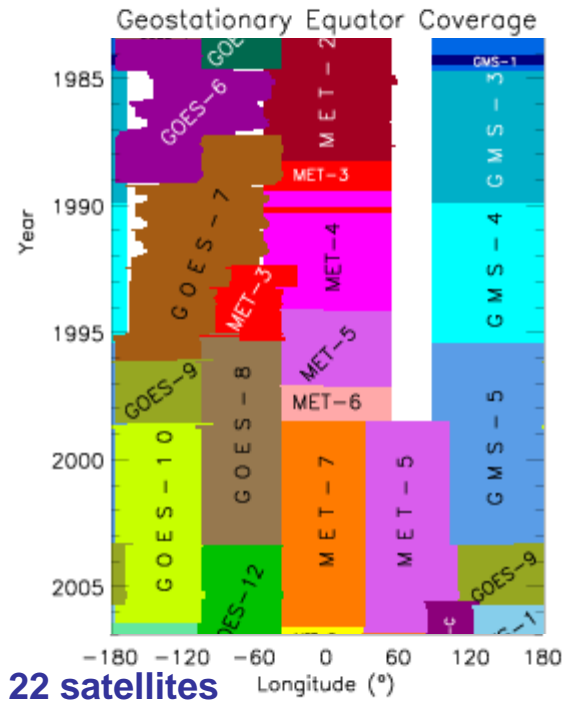 Geostationary Equator Coverage
1985
1990
1995
2000
2005
Year
GOES-6
MET-2
GMS-1
GMS-3
MET-3
GOES-7
MET-4
GMS-4
MET-3
MET-5
GOES-9
GOES-8
MET-6
GMS-5
GOES-10
MET-7
MET-5
GOES-9
GOES-12
-180 -120 -60 0 60 120 180
Longitude (°)
22 satellites